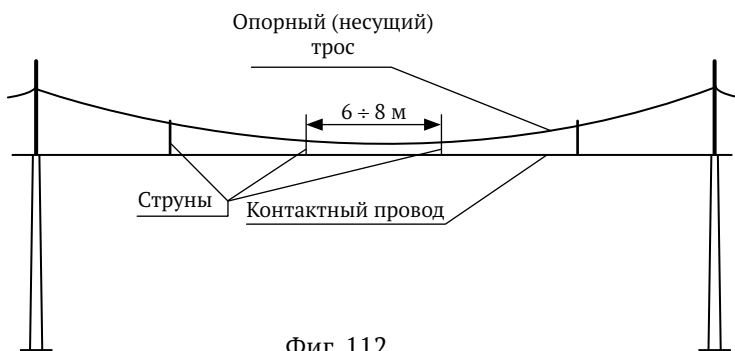 Опорный (несущий)
трос
6 ÷ 8 м
Струны
Контактный провод
Фиг. 112